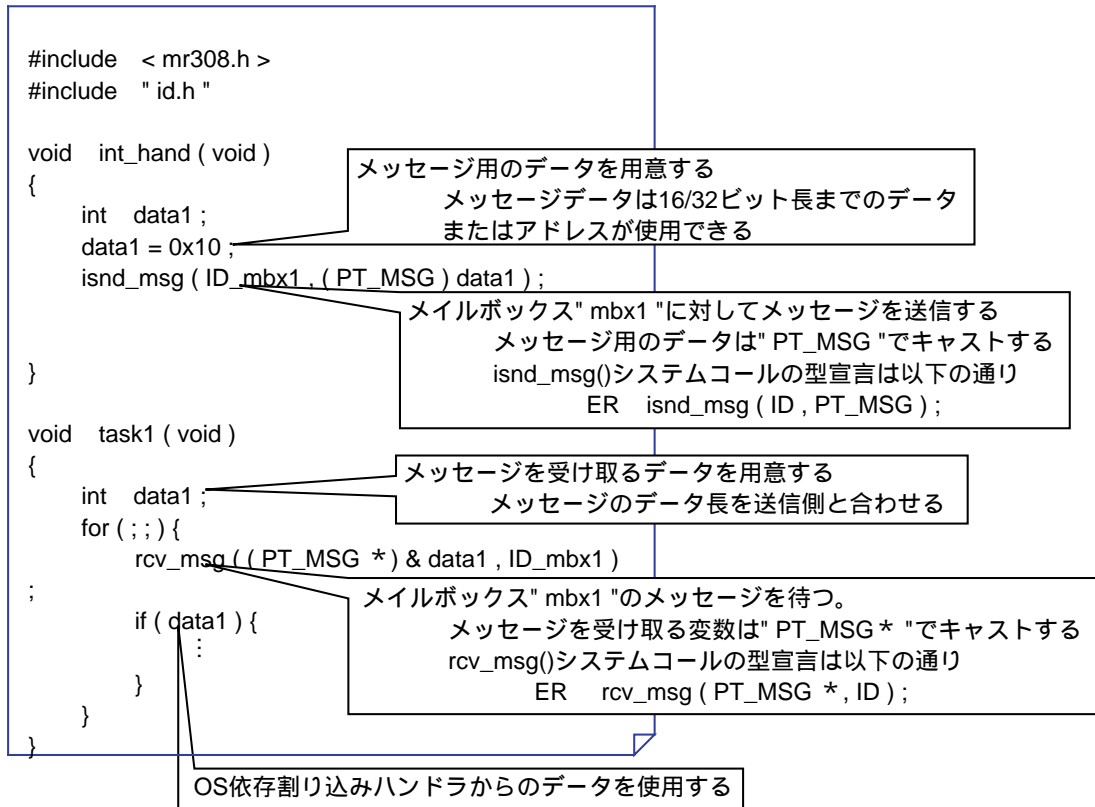 #include < mr308.h >
#include " id.h "
void int_hand ( void )
{
int data1 ;
data1 = 0x10 ;
isnd_msg ( ID_mbx1 , ( PT_MSG ) data1 ) ;
}
メッセージ用のデータを用意する
メッセージデータは16/32ビット長までのデータ
またはアドレスが使用できる
メイルボックス" mbx1 "に対してメッセージを送信する
メッセージ用のデータは" PT_MSG "でキャストする
isnd_msg()システムコールの型宣言は以下の通り
ER isnd_msg ( ID , PT_MSG ) ;
void task1 ( void )
{
int data1 ;
for ( ; ; ) {
rcv_msg ( ( PT_MSG *) & data1 , ID_mbx1 )
;
if ( data1 ) {
⋮
}
}
}
メッセージを受け取るデータを用意する
メッセージのデータ長を送信側と合わせる
メイルボックス" mbx1 "のメッセージを待つ。
メッセージを受け取る変数は" PT_MSG* "でキャストする
rcv_msg()システムコールの型宣言は以下の通り
ER rcv_msg ( PT_MSG *, ID ) ;
OS依存割り込みハンドラからのデータを使用する